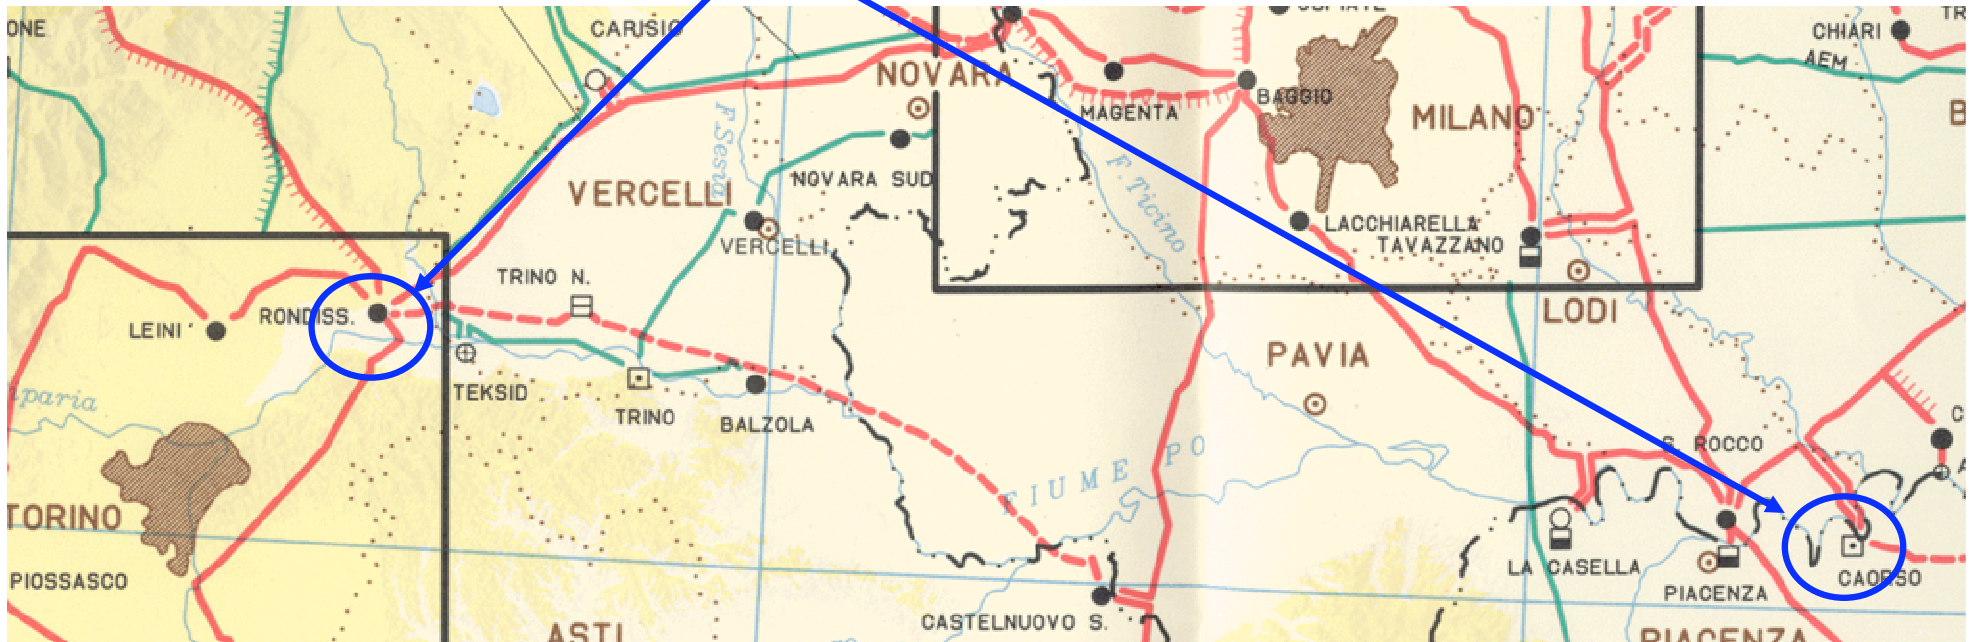 ONE
CARISIO
CHIARI
AEM
NOVARA
BAGGIO
MAGENTA
MILANO
F. Sesia
F. Ticino
NOVARA SUD
VERCELLI
VERCELLI
LACCHIARELLA
TAVAZZANO
TRINO N.
LODI
RONDISS.
LEINI'
PAVIA
TEKSID
TRINO
BALZOLA
S. ROCCO
FIUME PO
TORINO
PIOSSASCO
LA CASELLA
CAORSO
PIACENZA
CASTELNUOVO S.
ASTI
PIACENZA